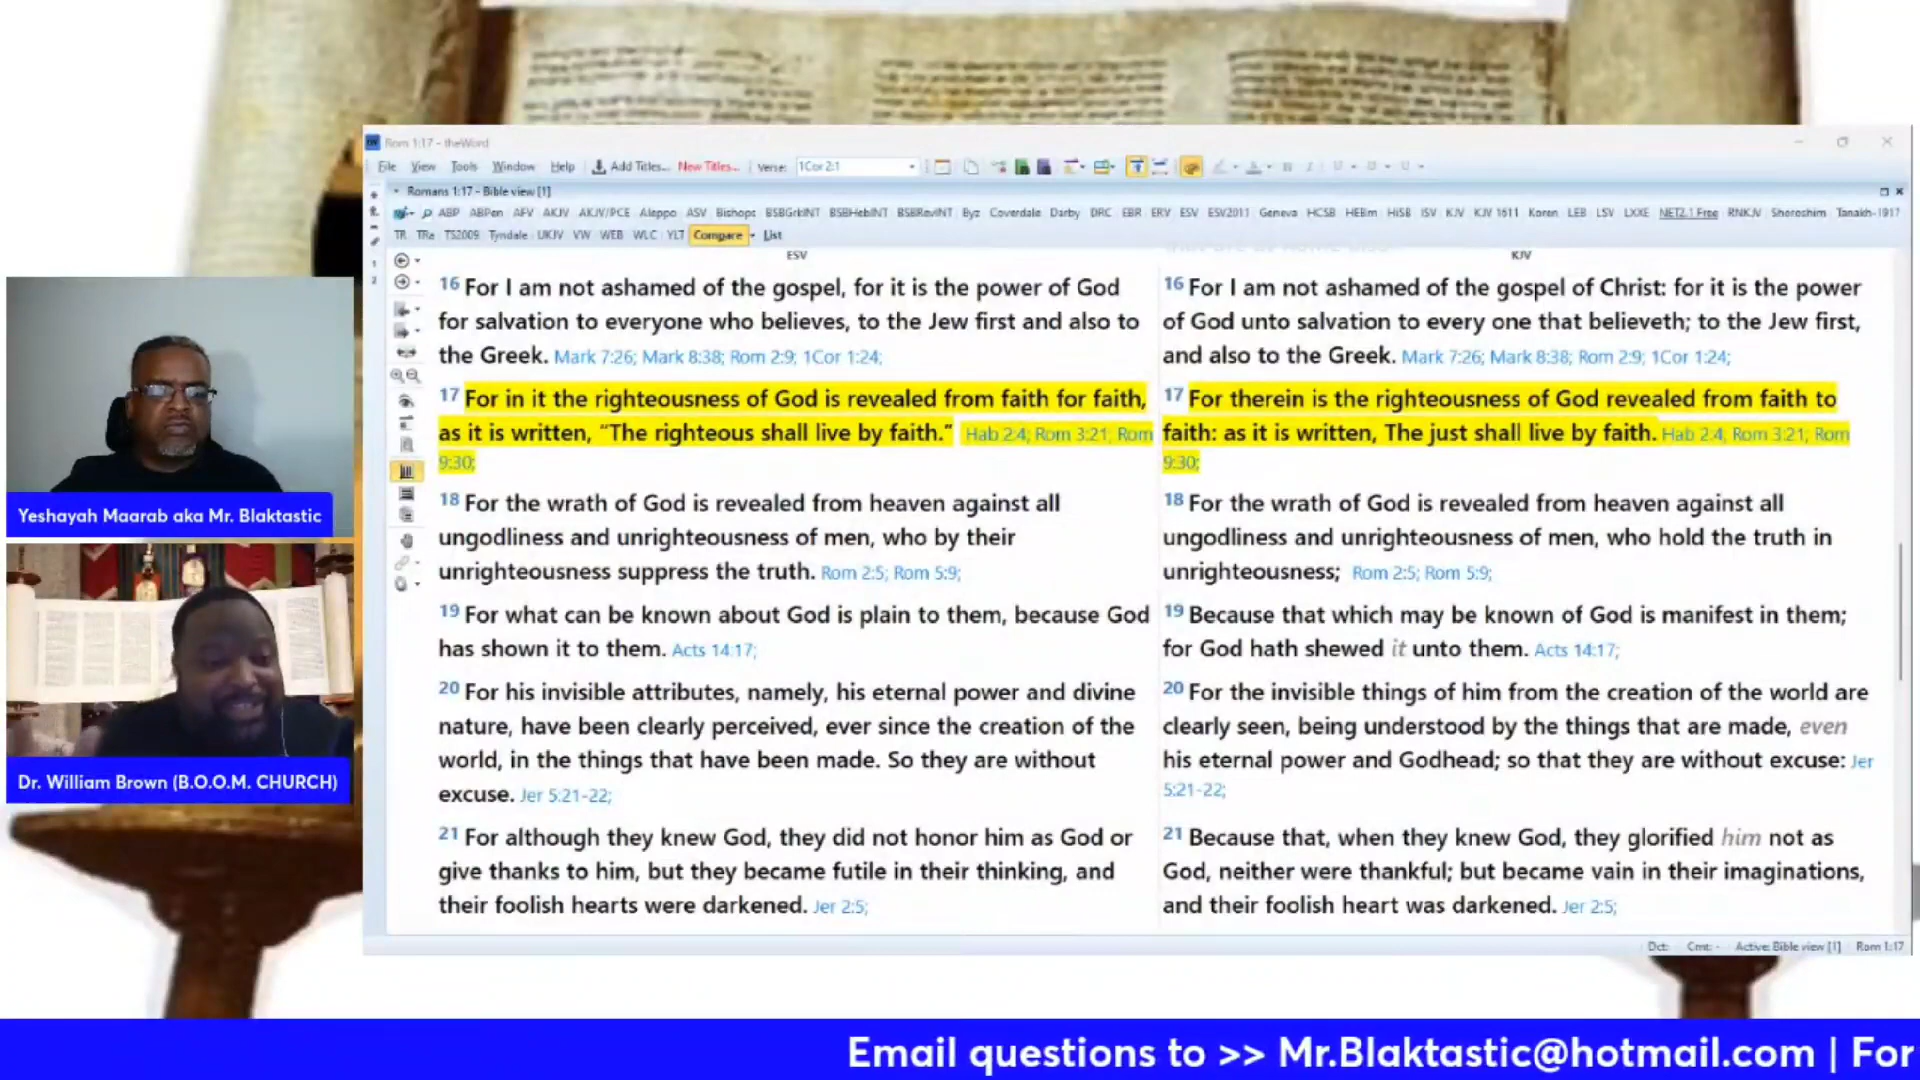 Rom 1:17 - theWord
File View Tools Window Help Add Titles... New Titles... Verse: 1Cor 2:1
Romans 1:17 - Bible view [1]
ABP ABPen AFV AKJV AKJV/PCE Aleppo ASV Bishops BSBGrkINT BSBHebINT BSBRevINT Byz Coverdale Darby DRC EBR ERV ESV ESV2011 Geneva HCSB HEBm HiSB ISV KJV KJV 1611 Koren LEB LSV LXXE NET2.1 Free RNKJV Shoroshim Tanakh-1917
TR TRa TS2009 Tyndale UKJV VW WEB WLC YLT Compare List
ESV
16 For I am not ashamed of the gospel, for it is the power of God
for salvation to everyone who believes, to the Jew first and also to
the Greek. Mark 7:26; Mark 8:38; Rom 2:9; 1Cor 1:24;
17 For in it the righteousness of God is revealed from faith for faith,
as it is written, “The righteous shall live by faith.” Hab 2:4; Rom 3:21; Rom
9:30;
18 For the wrath of God is revealed from heaven against all
ungodliness and unrighteousness of men, who by their
unrighteousness suppress the truth. Rom 2:5; Rom 5:9;
19 For what can be known about God is plain to them, because God
has shown it to them. Acts 14:17;
20 For his invisible attributes, namely, his eternal power and divine
nature, have been clearly perceived, ever since the creation of the
world, in the things that have been made. So they are without
excuse. Jer 5:21-22;
21 For although they knew God, they did not honor him as God or
give thanks to him, but they became futile in their thinking, and
their foolish hearts were darkened. Jer 2:5;
KJV
16 For I am not ashamed of the gospel of Christ: for it is the power
of God unto salvation to every one that believeth; to the Jew first,
and also to the Greek. Mark 7:26; Mark 8:38; Rom 2:9; 1Cor 1:24;
17 For therein is the righteousness of God revealed from faith to
faith: as it is written, The just shall live by faith. Hab 2:4; Rom 3:21; Rom
9:30;
18 For the wrath of God is revealed from heaven against all
ungodliness and unrighteousness of men, who hold the truth in
unrighteousness; Rom 2:5; Rom 5:9;
19 Because that which may be known of God is manifest in them;
for God hath shewed it unto them. Acts 14:17;
20 For the invisible things of him from the creation of the world are
clearly seen, being understood by the things that are made, even
his eternal power and Godhead; so that they are without excuse: Jer
5:21-22;
21 Because that, when they knew God, they glorified him not as
God, neither were thankful; but became vain in their imaginations,
and their foolish heart was darkened. Jer 2:5;
Dct: Cmt: - Active: Bible view [1] Rom 1:17
Yeshayah Maarab aka Mr. Blaktastic
Dr. William Brown (B.O.O.M. CHURCH)
Email questions to >> Mr.Blaktastic@hotmail.com | For